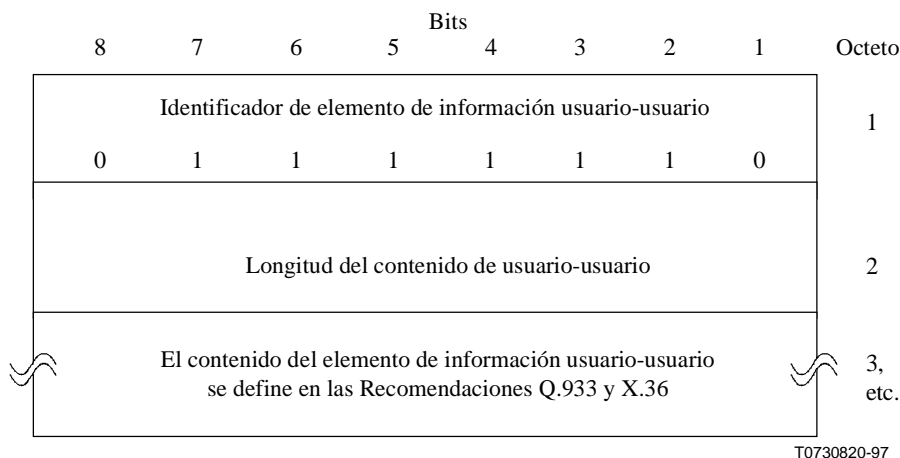 Bits
8 7 6 5 4 3 2 1 Octeto
Identificador de elemento de información usuario-usuario
1
0 1 1 1 1 1 1 0
Longitud del contenido de usuario-usuario 2
El contenido del elemento de información usuario-usuario 3,
se define en las Recomendaciones Q.933 y X.36 etc.
T0730820-97